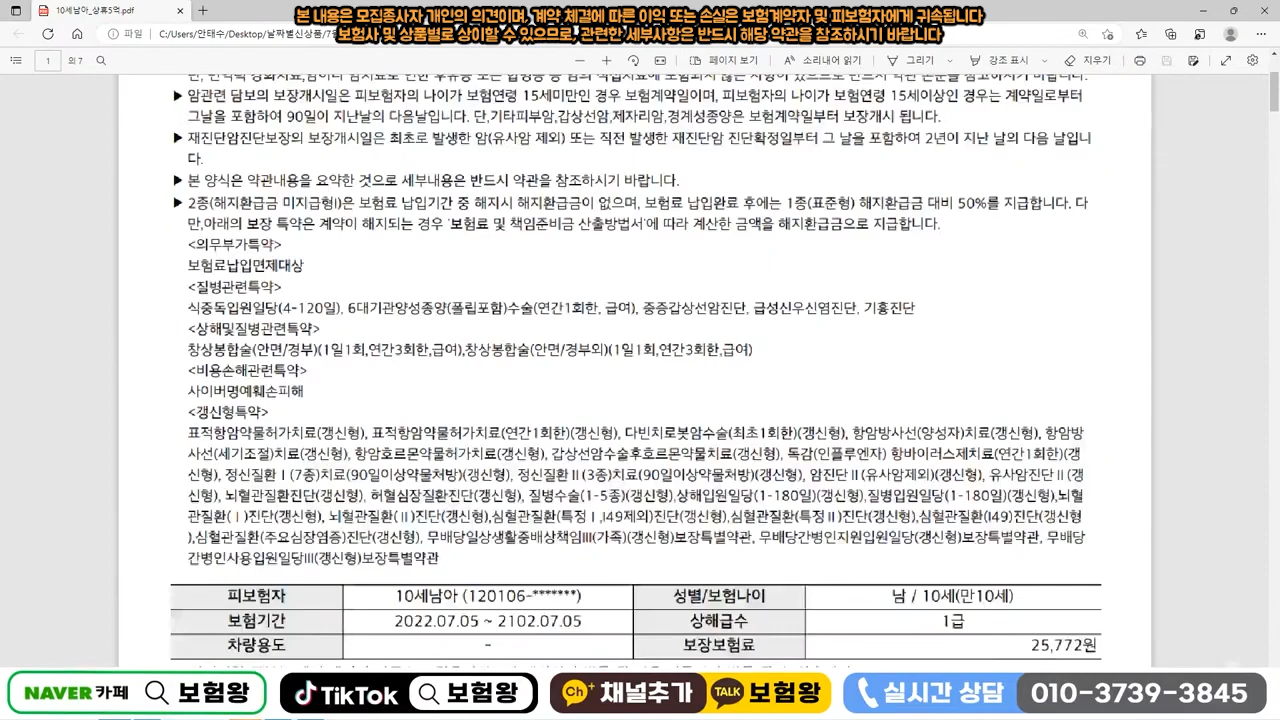 10세남아_상휴5억.pdf
본 내용은 모집종사자 개인의 의견이며, 계약 체결에 따른 이익 또는 손실은 보험계약자 및 피보험자에게 귀속됩니다
보험사 및 상품별로 상이할 수 있으므로, 관련한 세부사항은 반드시 해당 약관을 참조하시기 바랍니다
파일 C:/Users/안태수/Desktop/날짜별신상품/7월
1 의 7
페이지 보기 소리내어 읽기 그리기 강조 표시 지우기
▶ 암관련 담보의 보장개시일은 피보험자의 나이가 보험연령 15세미만인 경우 보험계약일이며, 피보험자의 나이가 보험연령 15세이상인 경우는 계약일로부터
그날을 포함하여 90일이 지난날의 다음날입니다. 단,기타피부암,갑상선암,제자리암,경계성종양은 보험계약일부터 보장개시 됩니다.
▶ 재진단암진단보장의 보장개시일은 최초로 발생한 암(유사암 제외) 또는 직전 발생한 재진단암 진단확정일부터 그 날을 포함하여 2년이 지난 날의 다음 날입니
다.
▶ 본 양식은 약관내용을 요약한 것으로 세부내용은 반드시 약관을 참조하시기 바랍니다.
▶ 2종(해지환급금 미지급형Ⅰ)은 보험료 납입기간 중 해지시 해지환급금이 없으며, 보험료 납입완료 후에는 1종(표준형) 해지환급금 대비 50%를 지급합니다. 다
만,아래의 보장 특약은 계약이 해지되는 경우 '보험료 및 책임준비금 산출방법서'에 따라 계산한 금액을 해지환급금으로 지급합니다.
<의무부가특약>
보험료납입면제대상
<질병관련특약>
식중독입원일당(4-120일), 6대기관양성종양(폴립포함)수술(연간1회한, 급여), 중증갑상선암진단, 급성신우신염진단, 기흉진단
<상해및질병관련특약>
창상봉합술(안면/경부)(1일1회,연간3회한,급여),창상봉합술(안면/경부외)(1일1회,연간3회한,급여)
<비용손해관련특약>
사이버명예훼손피해
<갱신형특약>
표적항암약물허가치료(갱신형), 표적항암약물허가치료(연간1회한)(갱신형), 다빈치로봇암수술(최초1회한)(갱신형), 항암방사선(양성자)치료(갱신형), 항암방
사선(세기조절)치료(갱신형), 항암호르몬약물허가치료(갱신형), 갑상선암수술후호르몬약물치료(갱신형), 독감(인플루엔자) 항바이러스제치료(연간1회한)(갱
신형), 정신질환Ⅰ(7종)치료(90일이상약물처방)(갱신형), 정신질환Ⅱ(3종)치료(90일이상약물처방)(갱신형), 암진단Ⅱ(유사암제외)(갱신형), 유사암진단Ⅱ(갱
신형), 뇌혈관질환진단(갱신형), 허혈심장질환진단(갱신형), 질병수술(1-5종)(갱신형),상해입원일당(1-180일)(갱신형),질병입원일당(1-180일)(갱신형),뇌혈
관질환(Ⅰ)진단(갱신형), 뇌혈관질환(Ⅱ)진단(갱신형),심혈관질환(특정Ⅰ,I49제외)진단(갱신형),심혈관질환(특정Ⅱ)진단(갱신형),심혈관질환(I49)진단(갱신형
),심혈관질환(주요심장염증)진단(갱신형), 무배당일상생활중배상책임III(가족)(갱신형)보장특별약관, 무배당간병인지원입원일당(갱신형)보장특별약관, 무배당
간병인사용입원일당III(갱신형)보장특별약관
피보험자 10세남아 (120106-*******) 성별/보험나이 남 / 10세(만10세)
보험기간 2022.07.05 ~ 2102.07.05 상해급수 1급
차량용도 - 보장보험료 25,772원
NAVER 카페 보험왕 TikTok 보험왕 Ch+ 채널추가 TALK 보험왕 실시간 상담 010-3739-3845